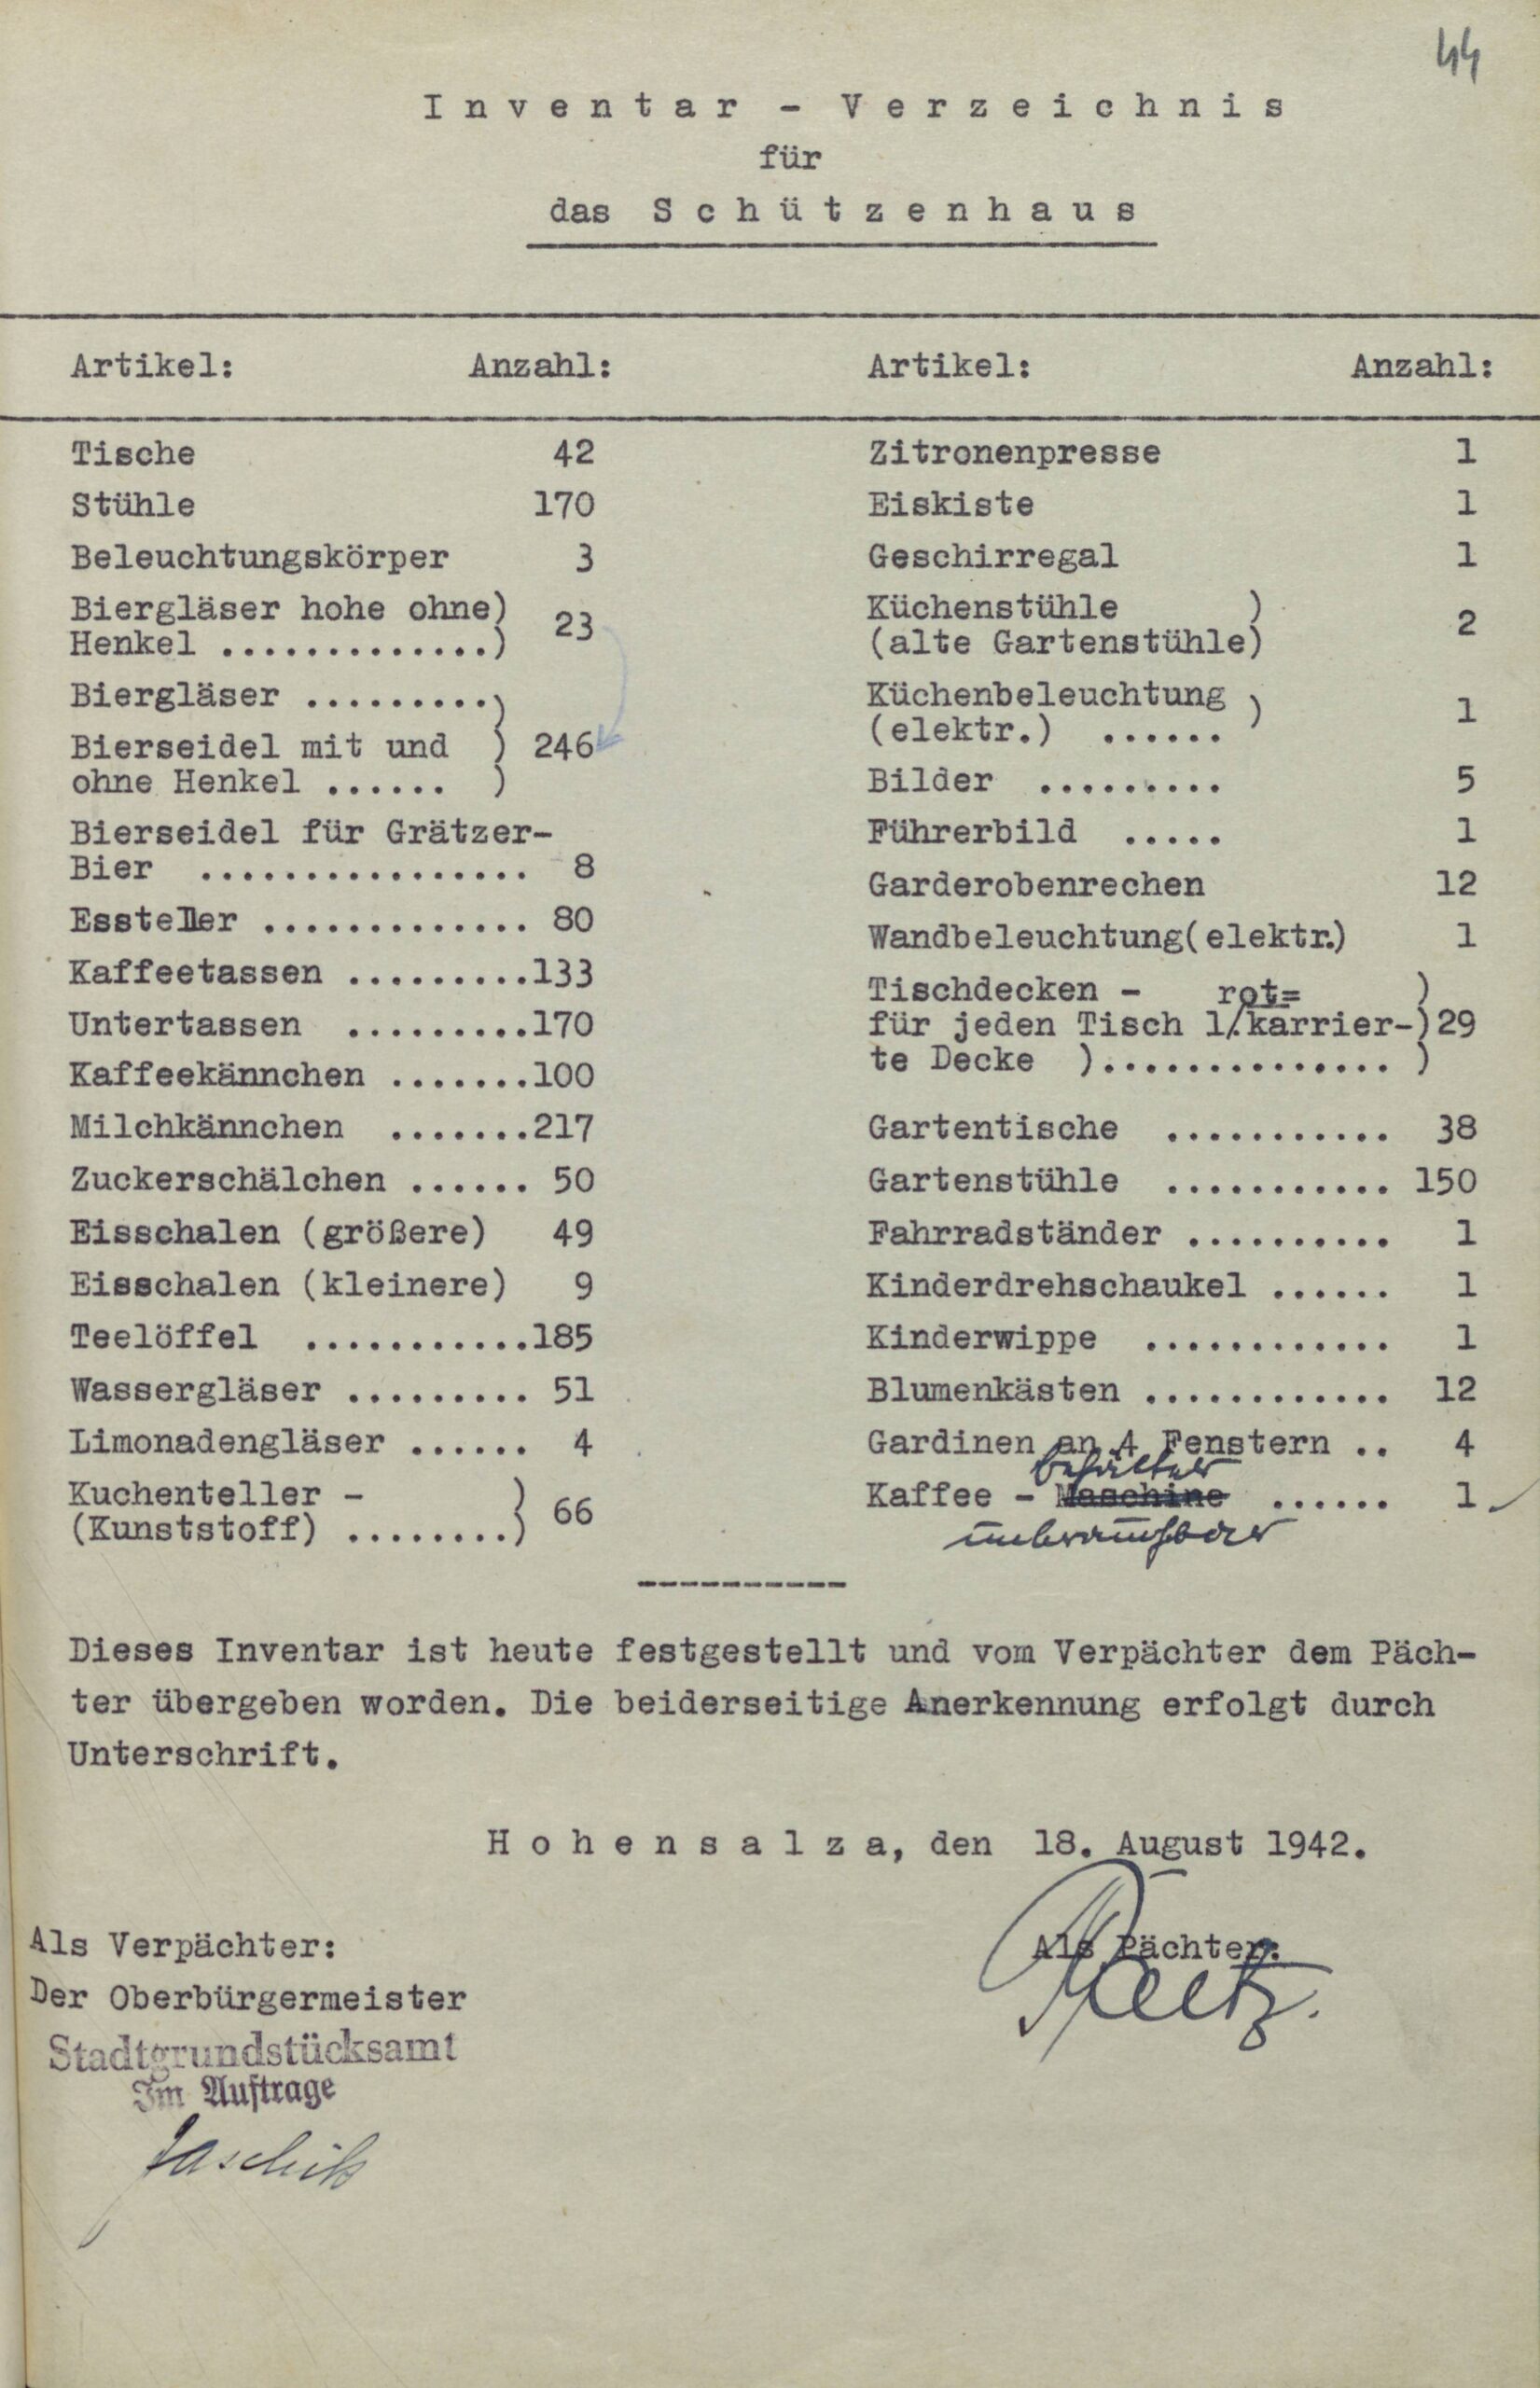 44
Inventar - Verzeichnis
für
das Schützenhaus
Artikel: Anzahl:
Tische 42
Stühle 170
Beleuchtungskörper 3
Biergläser hohe ohne)
Henkel .............) 23
Biergläser .........)
Bierseidel mit und ) 246
ohne Henkel ...... )
Bierseidel für Grätzer-
Bier ................ 8
Essteller ............. 80
Kaffeetassen .........133
Untertassen .........170
Kaffeekännchen .......100
Milchkännchen .......217
Zuckerschälchen ...... 50
Eisschalen (größere) 49
Eisschalen (kleinere) 9
Teelöffel ...........185
Wassergläser ......... 51
Limonadengläser ...... 4
Kuchenteller - )
(Kunststoff) ........) 66
Artikel: Anzahl:
Zitronenpresse 1
Eiskiste 1
Geschirregal 1
Küchenstühle )
(alte Gartenstühle) 2
Küchenbeleuchtung )
(elektr.) ...... 1
Bilder ......... 5
Führerbild ..... 1
Garderobenrechen 12
Wandbeleuchtung(elektr.) 1
Tischdecken - rot= )
für jeden Tisch 1/.karrier-)29
te Decke ).............. )
Gartentische ........... 38
Gartenstühle ........... 150
Fahrradständer .......... 1
Kinderdrehschaukel ...... 1
Kinderwippe ............ 1
Blumenkästen ............ 12
Gardinen an 4 Fenstern .. 4
behälter
Kaffee - Maschine ...... 1
unbrauchbar
-----------
Dieses Inventar ist heute festgestellt und vom Verpächter dem Päch-
ter übergeben worden. Die beiderseitige Anerkennung erfolgt durch
Unterschrift.
Hohensalza, den 18. August 1942.
Als Verpächter:
Der Oberbürgermeister
Stadtgrundstücksamt
Im Auftrage
Als Pächter: